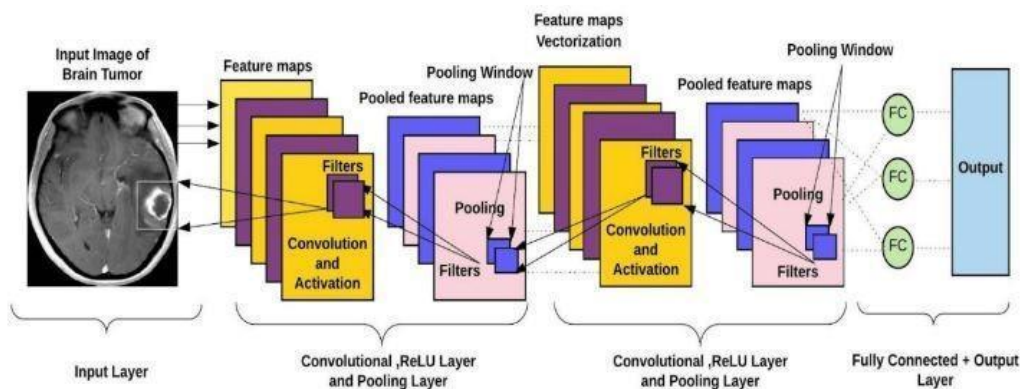 Input Image of
Brain Tumor
Feature maps
Pooling Window
Pooled feature maps
Feature maps
Vectorization
Pooling Window
Pooled feature maps
Filters
Convolution
and
Activation
Pooling
Filters
Filters
Convolution
and
Activation
Pooling
Filters
FC
FC
FC
Output
Input Layer
Convolutional ,ReLU Layer
and Pooling Layer
Convolutional ,ReLU Layer
and Pooling Layer
Fully Connected + Output
Layer